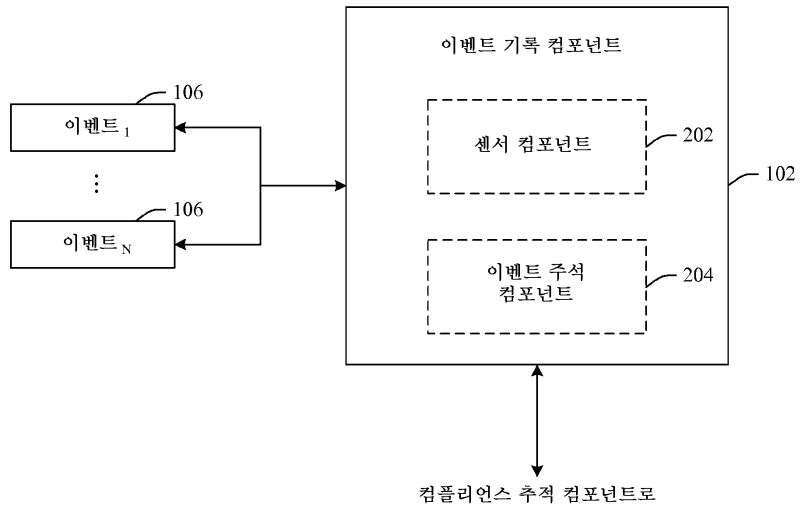 이벤트 기록 컴포넌트
106
이벤트1
센서 컴포넌트
202
102
...
106
이벤트N
이벤트 주석
컴포넌트
204
컴플리언스 추적 컴포넌트로